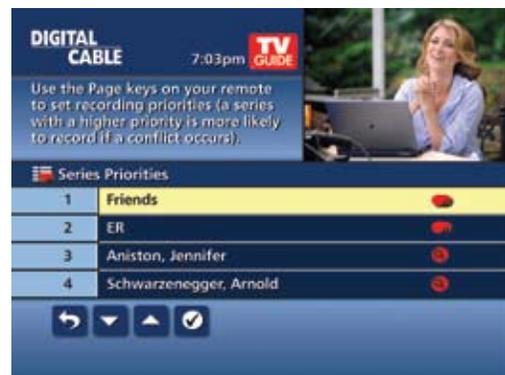 DIGITAL
CABLE
7:03pm
TV
GUIDE
Use the Page keys on your remote
to set recording priorities (a series
with a higher priority is more likely
to record if a conflict occurs).
Series Priorities
1 Friends
2 ER
3 Aniston, Jennifer
4 Schwarzenegger, Arnold